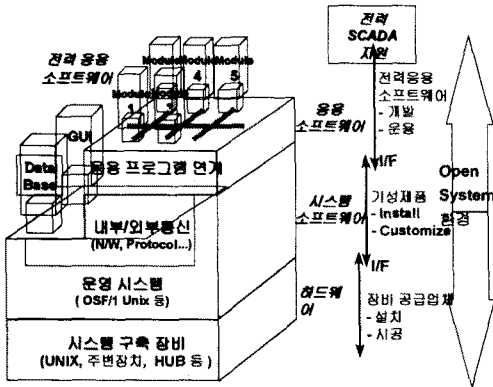 전력 응용
소프트웨어
Module
1
Module
4
Module
5
GUI
Data
Base
응용 프로그램 연계
내부/외부통신
(N/W, Protocol...)
운영 시스템
( OSF/1 Unix 등 )
시스템 구축 장비
(UNIX, 주변장치, HUB 등 )
응용
소프트웨어
시스템
소프트웨어
하드웨
어
전력
SCADA
자원
전력응용
소프트웨어
- 개발
- 운용
I/F
기성제품
- Install
- Customize
I/F
장비 공급업체
- 설치
- 시공
Open
System
환경